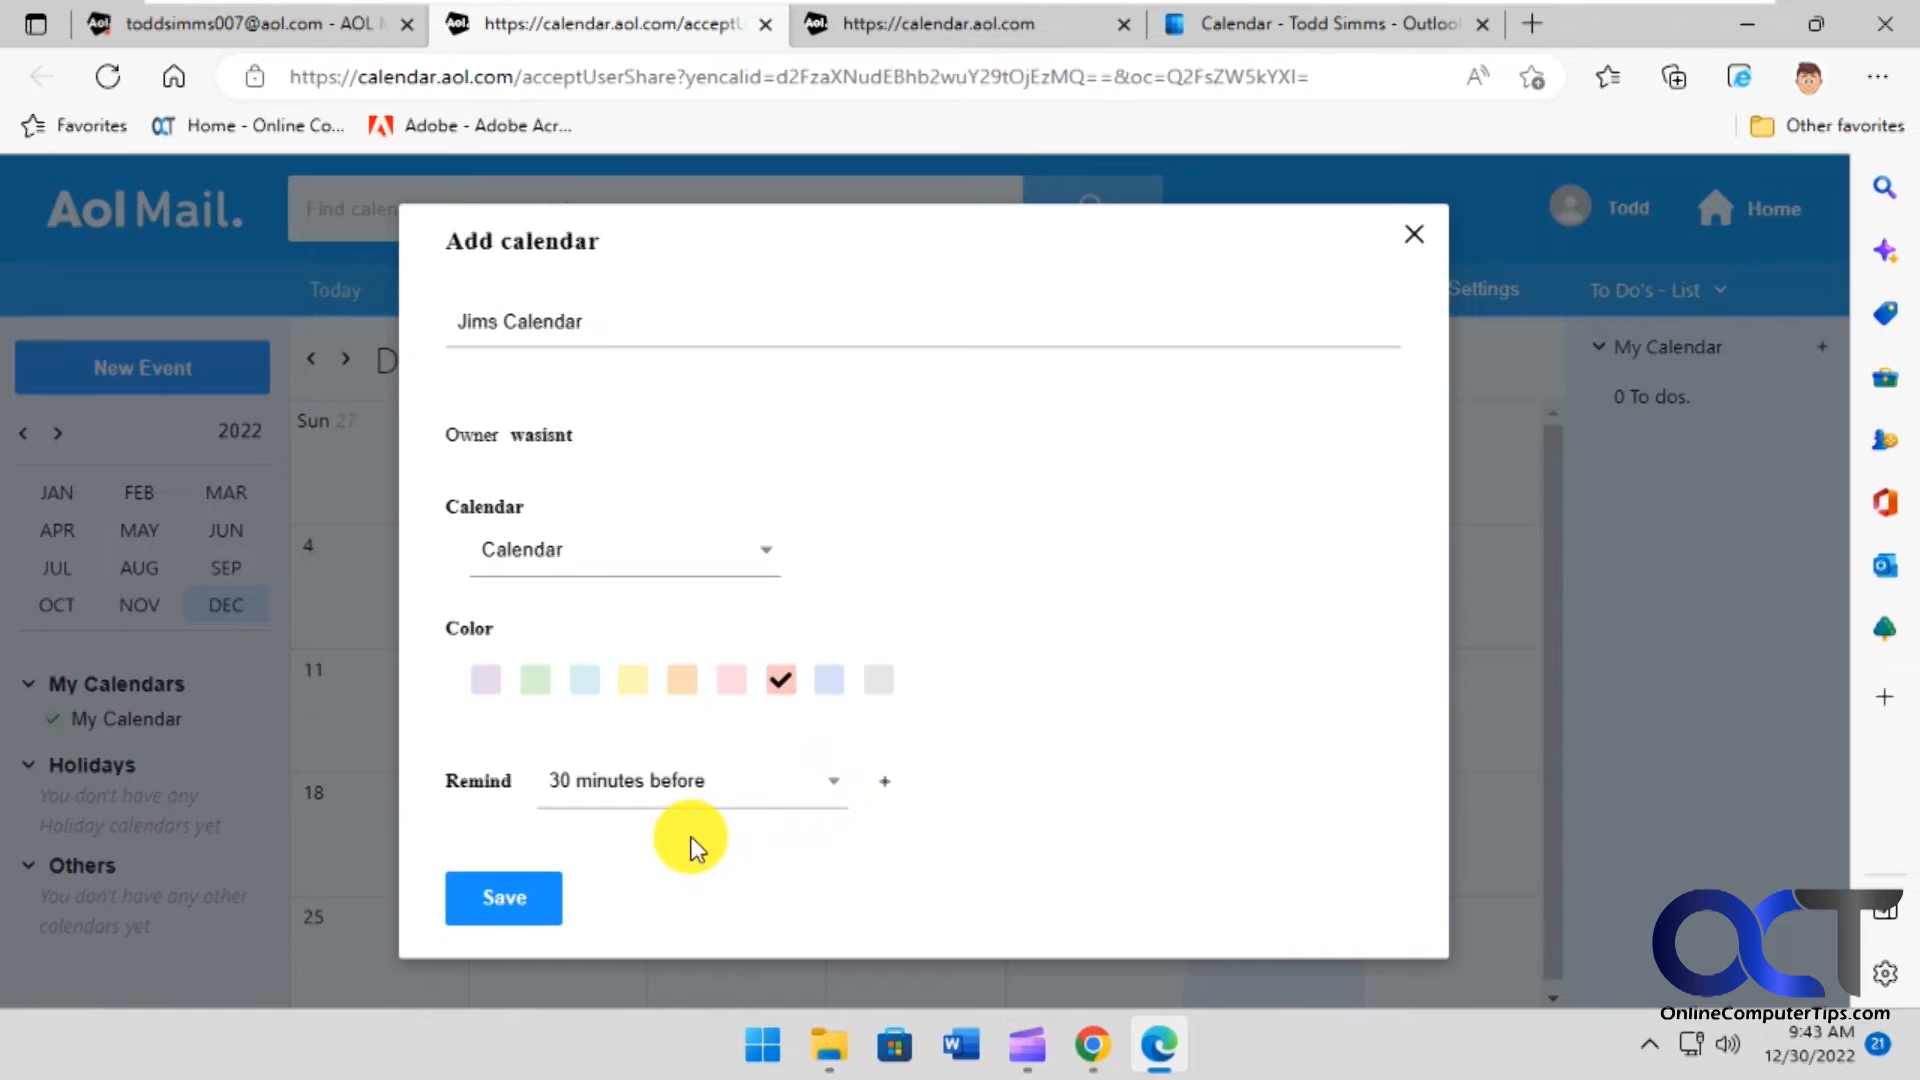 toddsimms007@aol.com - AOL
https://calendar.aol.com/acceptU
https://calendar.aol.com
Calendar - Todd Simms - Outloo
https://calendar.aol.com/acceptUserShare?yencalid=d2FzaXNudEBhb2wuY29tOjEzMQ==&oc=Q2FsZW5kYXI=
Favorites
Home - Online Co...
Adobe - Adobe Acr...
Other favorites
Aol Mail.
Find calen
Todd
Home
Today
Settings
To Do's - List
Add calendar
Jims Calendar
Owner wasisnt
Calendar
Calendar
Color
Remind 30 minutes before +
Save
New Event
2022
JAN FEB MAR
APR MAY JUN
JUL AUG SEP
OCT NOV DEC
My Calendars
My Calendar
Holidays
You don't have any
Holiday calendars yet
Others
You don't have any other
calendars yet
D
Sun 27
4
11
18
25
My Calendar +
0 To dos.
OCT
OnlineComputerTips.com
9:43 AM
12/30/2022
21